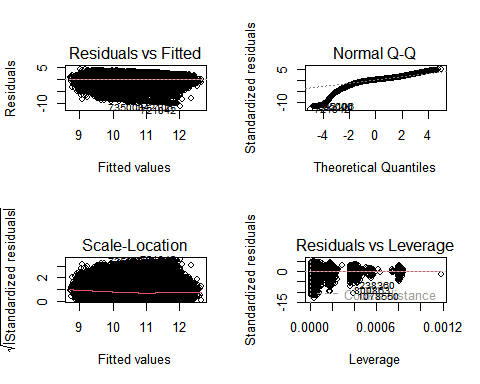 Residuals vs Fitted
Residuals
5
-10
9 10 11 12
Fitted values
Normal Q-Q
Standardized residuals
5
-10
-4 -2 0 2 4
Theoretical Quantiles
Scale-Location
√|Standardized residuals|
2
0
9 10 11 12
Fitted values
Residuals vs Leverage
Standardized residuals
0
-15
1078550
0.0000 0.0006 0.0012
Leverage